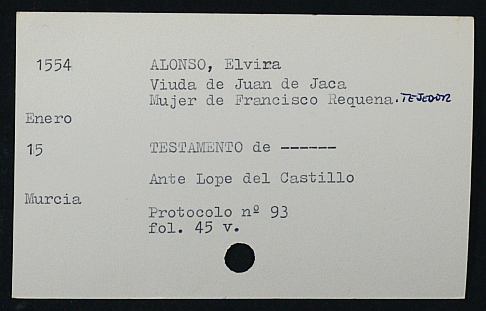 1554 ALONSO, Elvira
Viuda de Juan de Jaca
Mujer de Francisco Requena. TEJEDOR
Enero
15 TESTAMENTO de ------
Ante Lope del Castillo
Murcia
Protocolo nº 93
fol. 45 v.